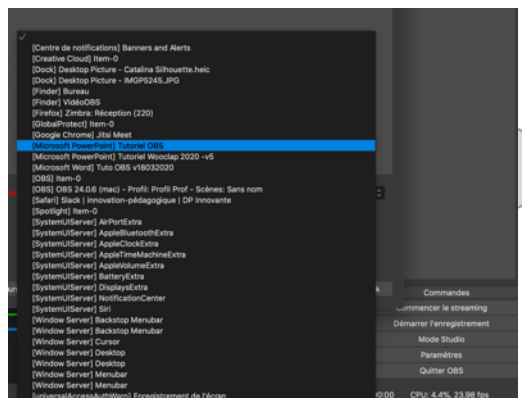 [Centre de notifications] Banners and Alerts
[Creative Cloud] Item-0
[Dock] Desktop Picture - Catalina Silhouette.heic
[Dock] Desktop Picture - IMGP5245.JPG
[Finder] Bureau
[Finder] VidéoOBS
[Firefox] Zimbra: Réception (220)
[GlobalProtect] Item-0
[Google Chrome] Jitsi Meet
[Microsoft PowerPoint] Tutoriel OBS
[Microsoft PowerPoint] Tutoriel Wooclap 2020 -v5
[Microsoft Word] Tuto OBS v18032020
[OBS] Item-0
[OBS] OBS 24.0.6 (mac) - Profil: Profil Prof - Scènes: Sans nom
[Safari] Slack | innovation-pédagogique | DP Innovante
[Spotlight] Item-0
[SystemUIServer] AirPortExtra
[SystemUIServer] AppleBluetoothExtra
[SystemUIServer] AppleClockExtra
[SystemUIServer] AppleTimeMachineExtra
[SystemUIServer] AppleVolumeExtra
[SystemUIServer] BatteryExtra
[SystemUIServer] DisplaysExtra
[SystemUIServer] NotificationCenter
[SystemUIServer] Siri
[Window Server] Backstop Menubar
[Window Server] Backstop Menubar
[Window Server] Cursor
[Window Server] Desktop
[Window Server] Desktop
[Window Server] Menubar
[Window Server] Menubar
[universalAccessAuthWarn] Enregistrement de l'écran
Commandes
Commencer le streaming
Démarrer l'enregistrement
Mode Studio
Paramètres
Quitter OBS
00:00 CPU: 4.4%, 23.98 fps